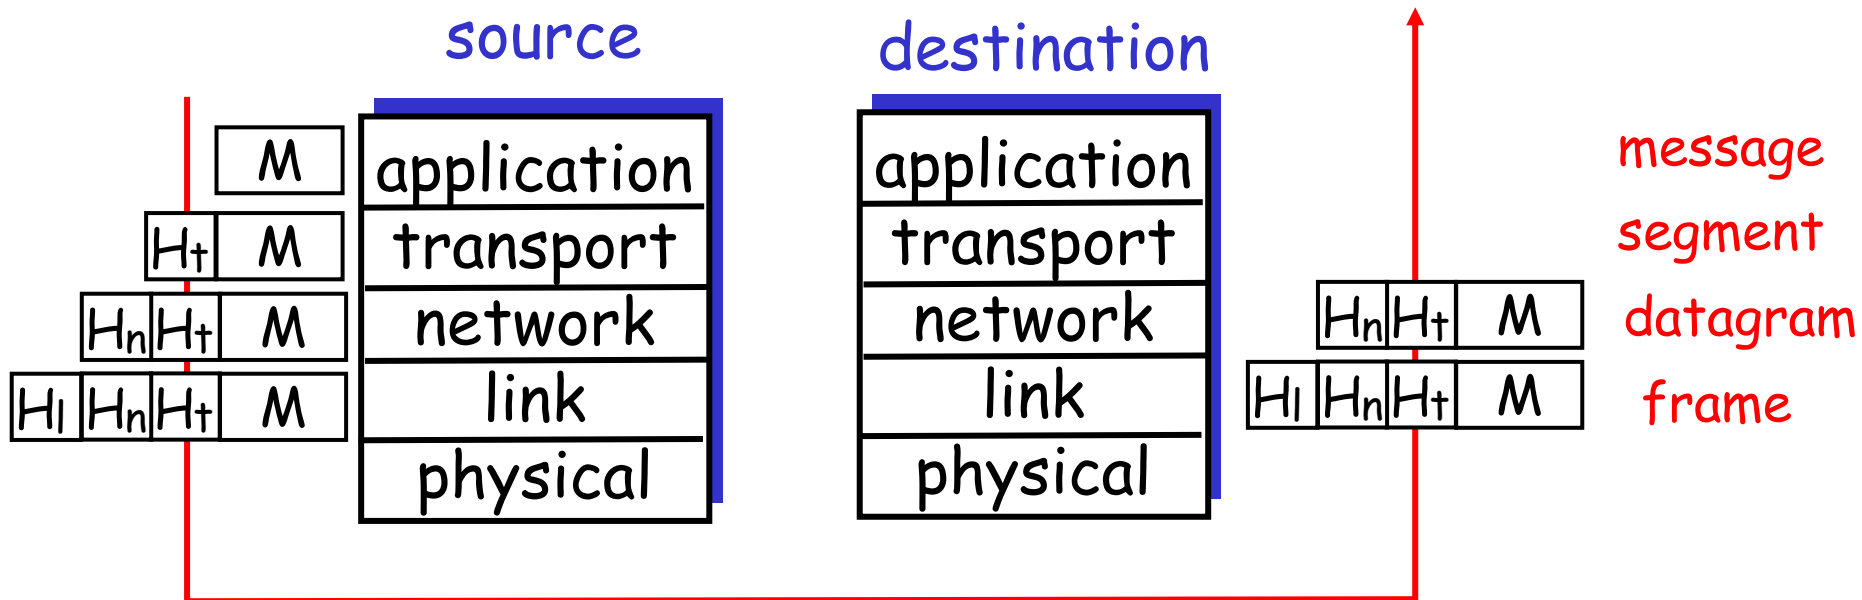 source destination
M application application message
Ht M transport transport segment
Hn Ht M network network Hn Ht M datagram
Hl Hn Ht M link link Hl Hn Ht M frame
physical physical